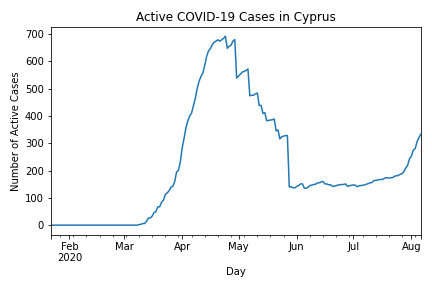 Active COVID-19 Cases in Cyprus
700
600
500
400
300
200
100
0
Number of Active Cases
Feb
2020
Mar
Apr
May
Jun
Jul
Aug
Day